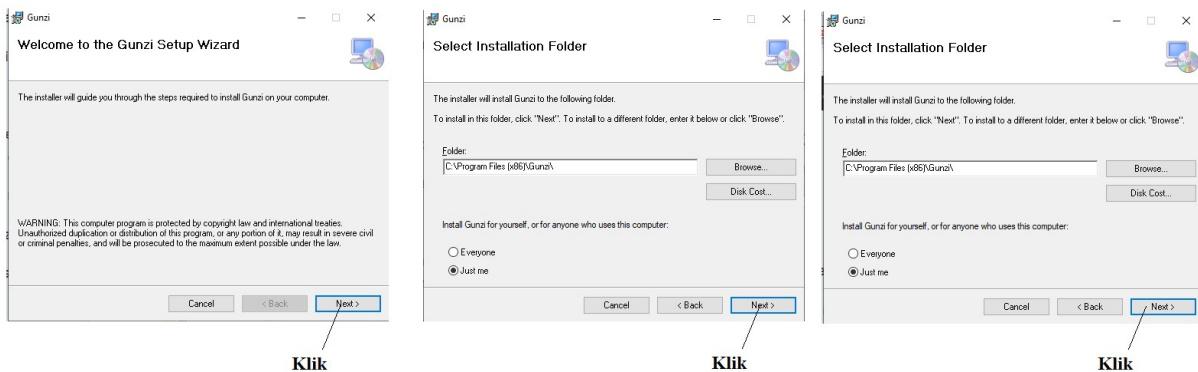 Gunzi
Welcome to the Gunzi Setup Wizard
The installer will guide you through the steps required to install Gunzi on your computer.
WARNING: This computer program is protected by copyright law and international treaties.
Unauthorized duplication or distribution of this program, or any portion of it, may result in severe civil
or criminal penalties, and will be prosecuted to the maximum extent possible under the law.
Cancel
< Back
Next >
Klik
Gunzi
Select Installation Folder
The installer will install Gunzi to the following folder.
To install in this folder, click "Next". To install to a different folder, enter it below or click "Browse".
Folder:
C:\Program Files (x86)\Gunzi\
Browse...
Disk Cost...
Install Gunzi for yourself, or for anyone who uses this computer:
Everyone
Just me
Cancel
< Back
Next >
Klik
Gunzi
Select Installation Folder
The installer will install Gunzi to the following folder.
To install in this folder, click "Next". To install to a different folder, enter it below or click "Browse".
Folder:
C:\Program Files (x86)\Gunzi\
Browse...
Disk Cost...
Install Gunzi for yourself, or for anyone who uses this computer:
Everyone
Just me
Cancel
< Back
Next >
Klik